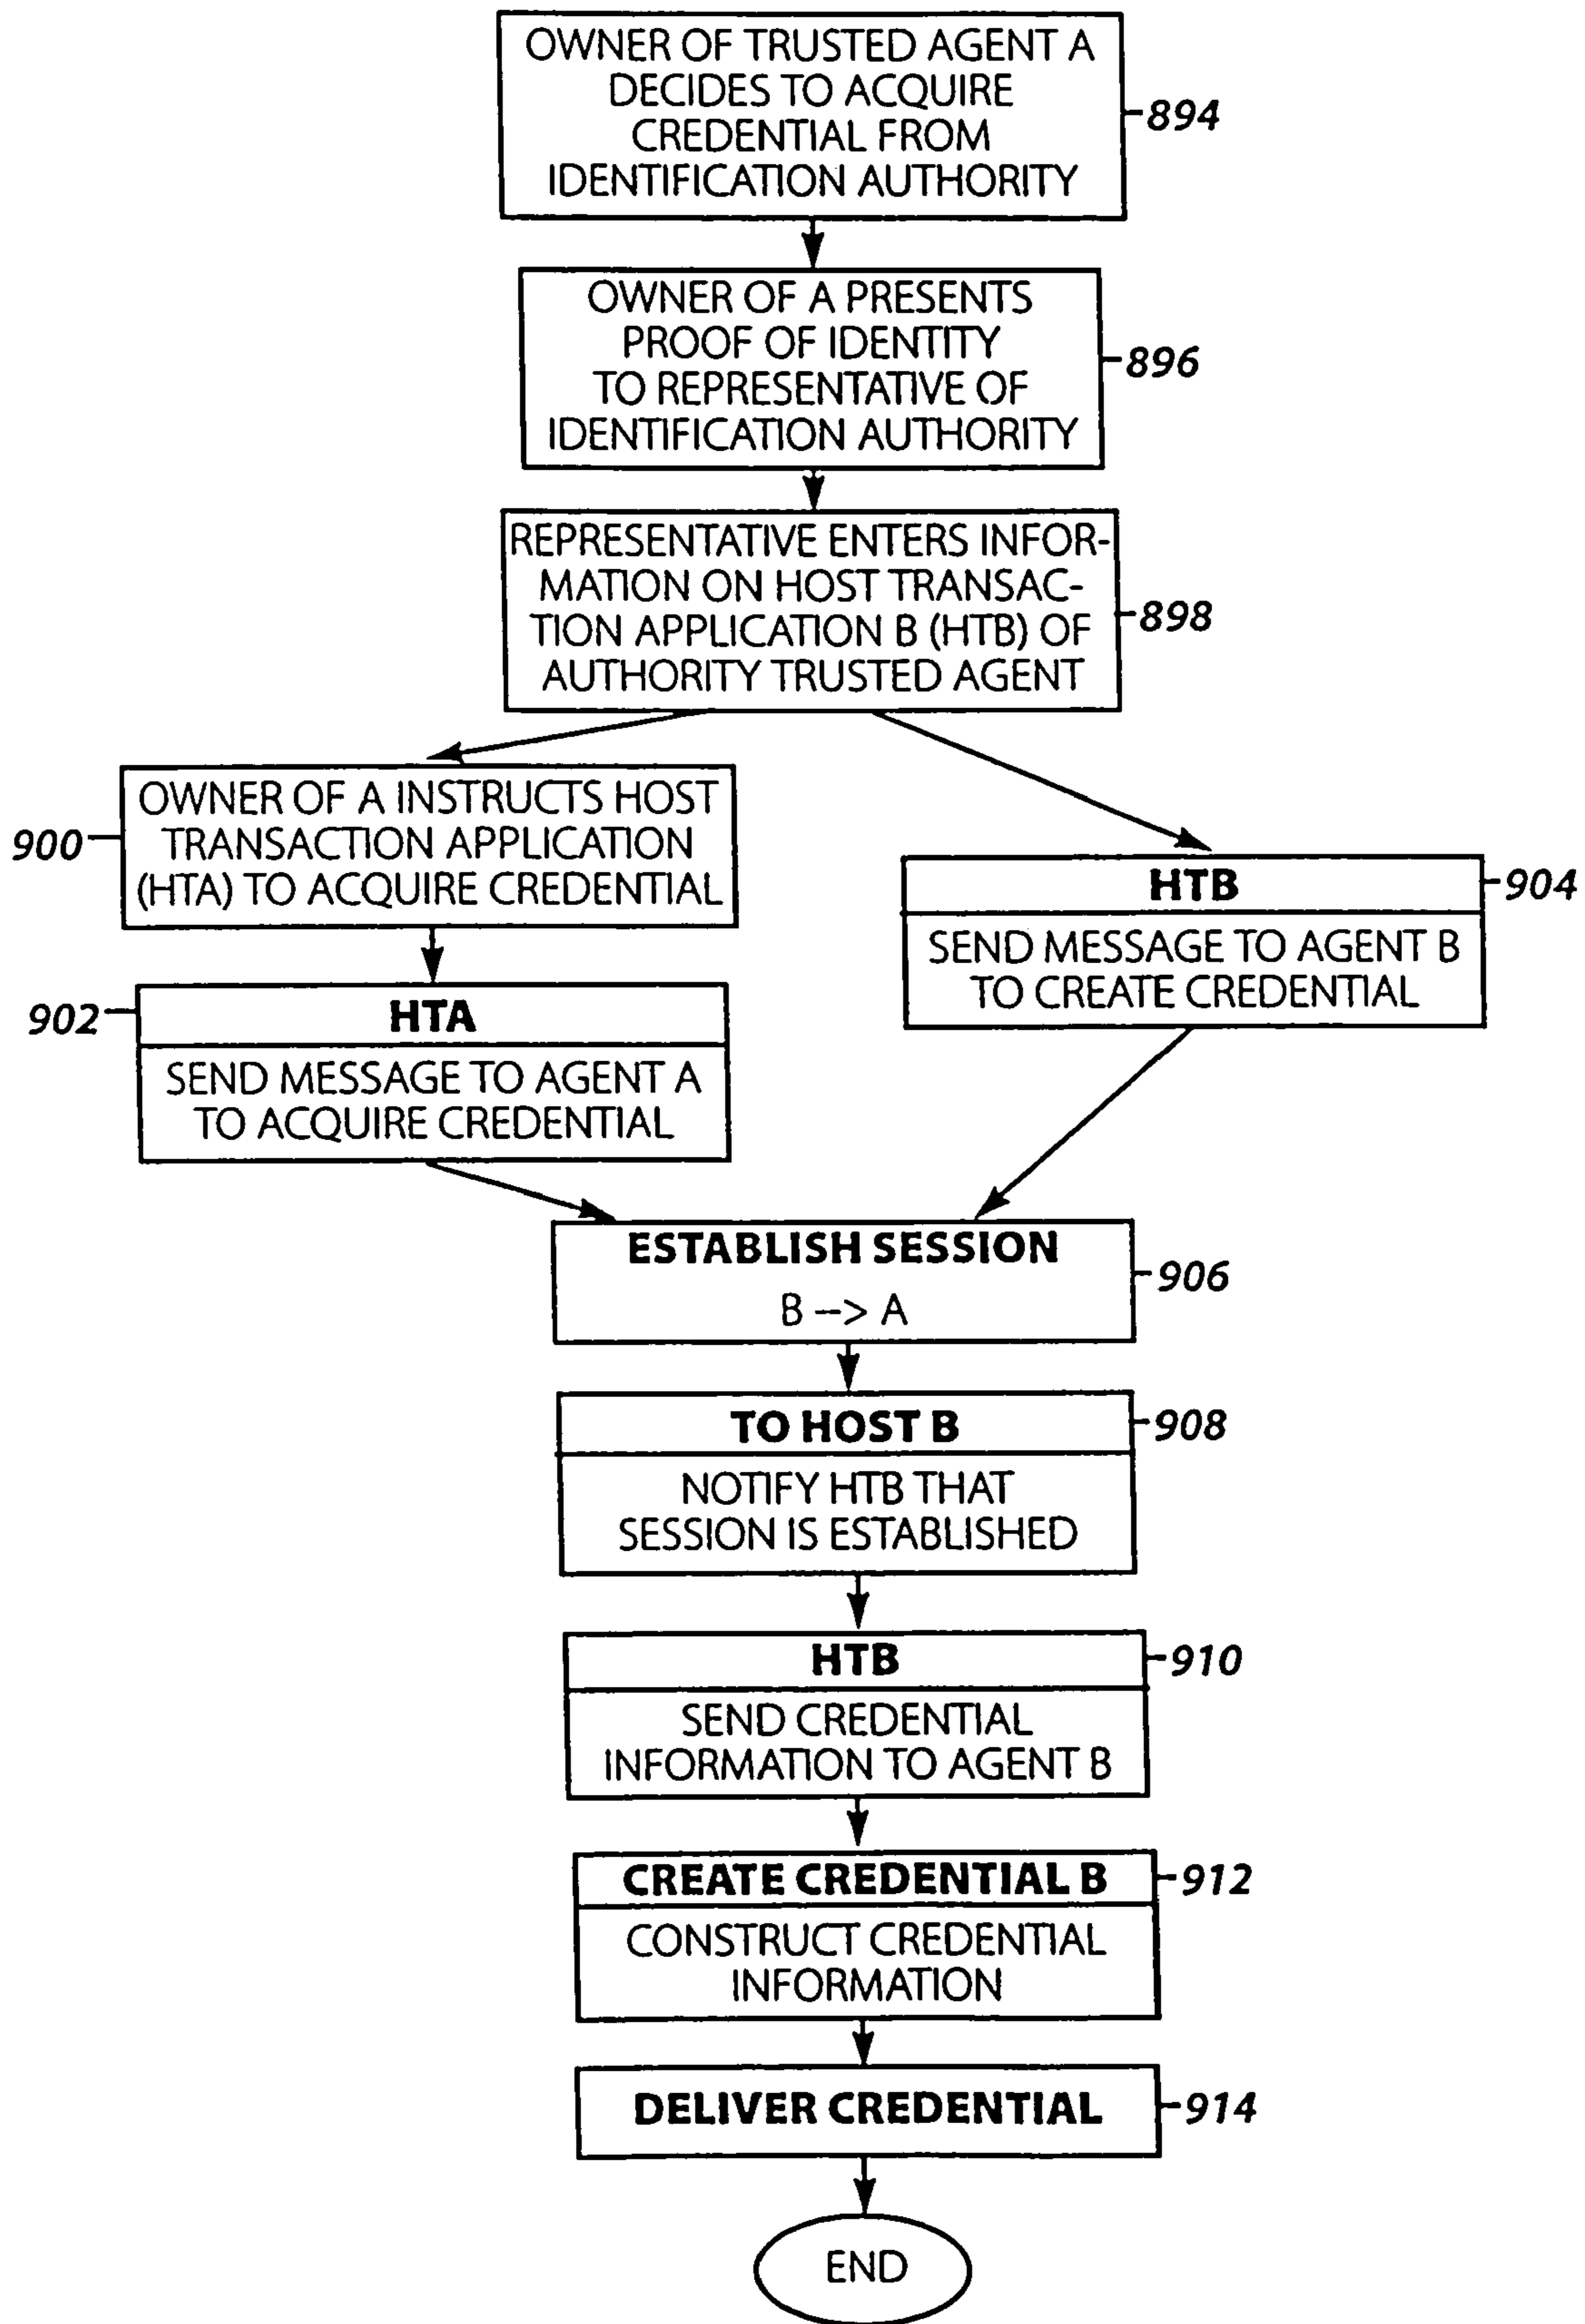 OWNER OF TRUSTED AGENT A
DECIDES TO ACQUIRE
CREDENTIAL FROM
IDENTIFICATION AUTHORITY
894
OWNER OF A PRESENTS
PROOF OF IDENTITY
TO REPRESENTATIVE OF
IDENTIFICATION AUTHORITY
896
REPRESENTATIVE ENTERS INFOR-
MATION ON HOST TRANSAC-
TION APPLICATION B (HTB) OF
AUTHORITY TRUSTED AGENT
898
OWNER OF A INSTRUCTS HOST
TRANSACTION APPLICATION
(HTA) TO ACQUIRE CREDENTIAL
900
HTB
904
SEND MESSAGE TO AGENT B
TO CREATE CREDENTIAL
HTA
902
SEND MESSAGE TO AGENT A
TO ACQUIRE CREDENTIAL
ESTABLISH SESSION
906
B --> A
TO HOST B
908
NOTIFY HTB THAT
SESSION IS ESTABLISHED
HTB
910
SEND CREDENTIAL
INFORMATION TO AGENT B
CREATE CREDENTIAL B
912
CONSTRUCT CREDENTIAL
INFORMATION
DELIVER CREDENTIAL
914
END